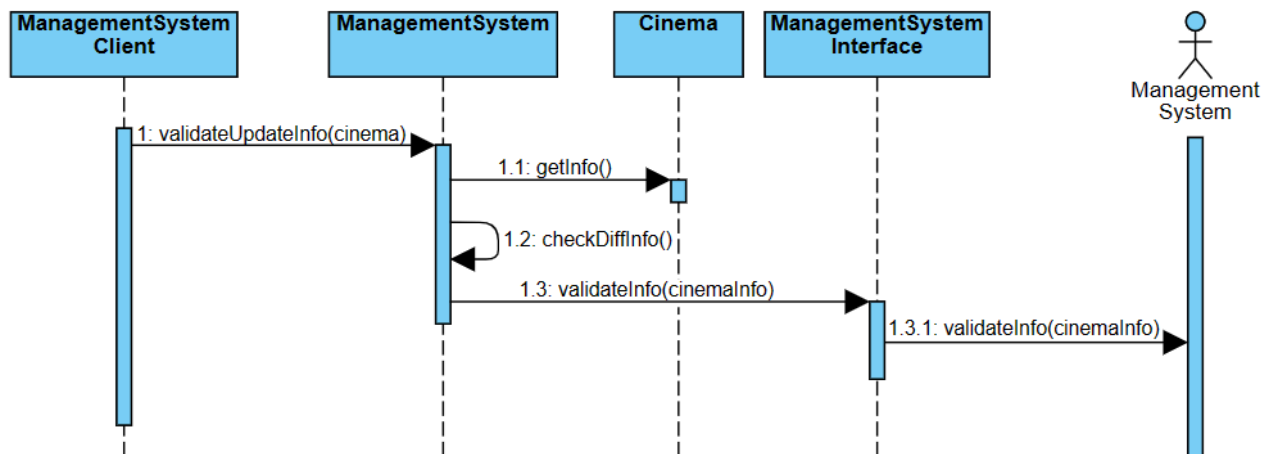 ManagementSystem
Client
ManagementSystem
Cinema
ManagementSystem
Interface
Management
System
1: validateUpdateInfo(cinema)
1.1: getInfo()
1.2: checkDiffInfo()
1.3: validateInfo(cinemaInfo)
1.3.1: validateInfo(cinemaInfo)